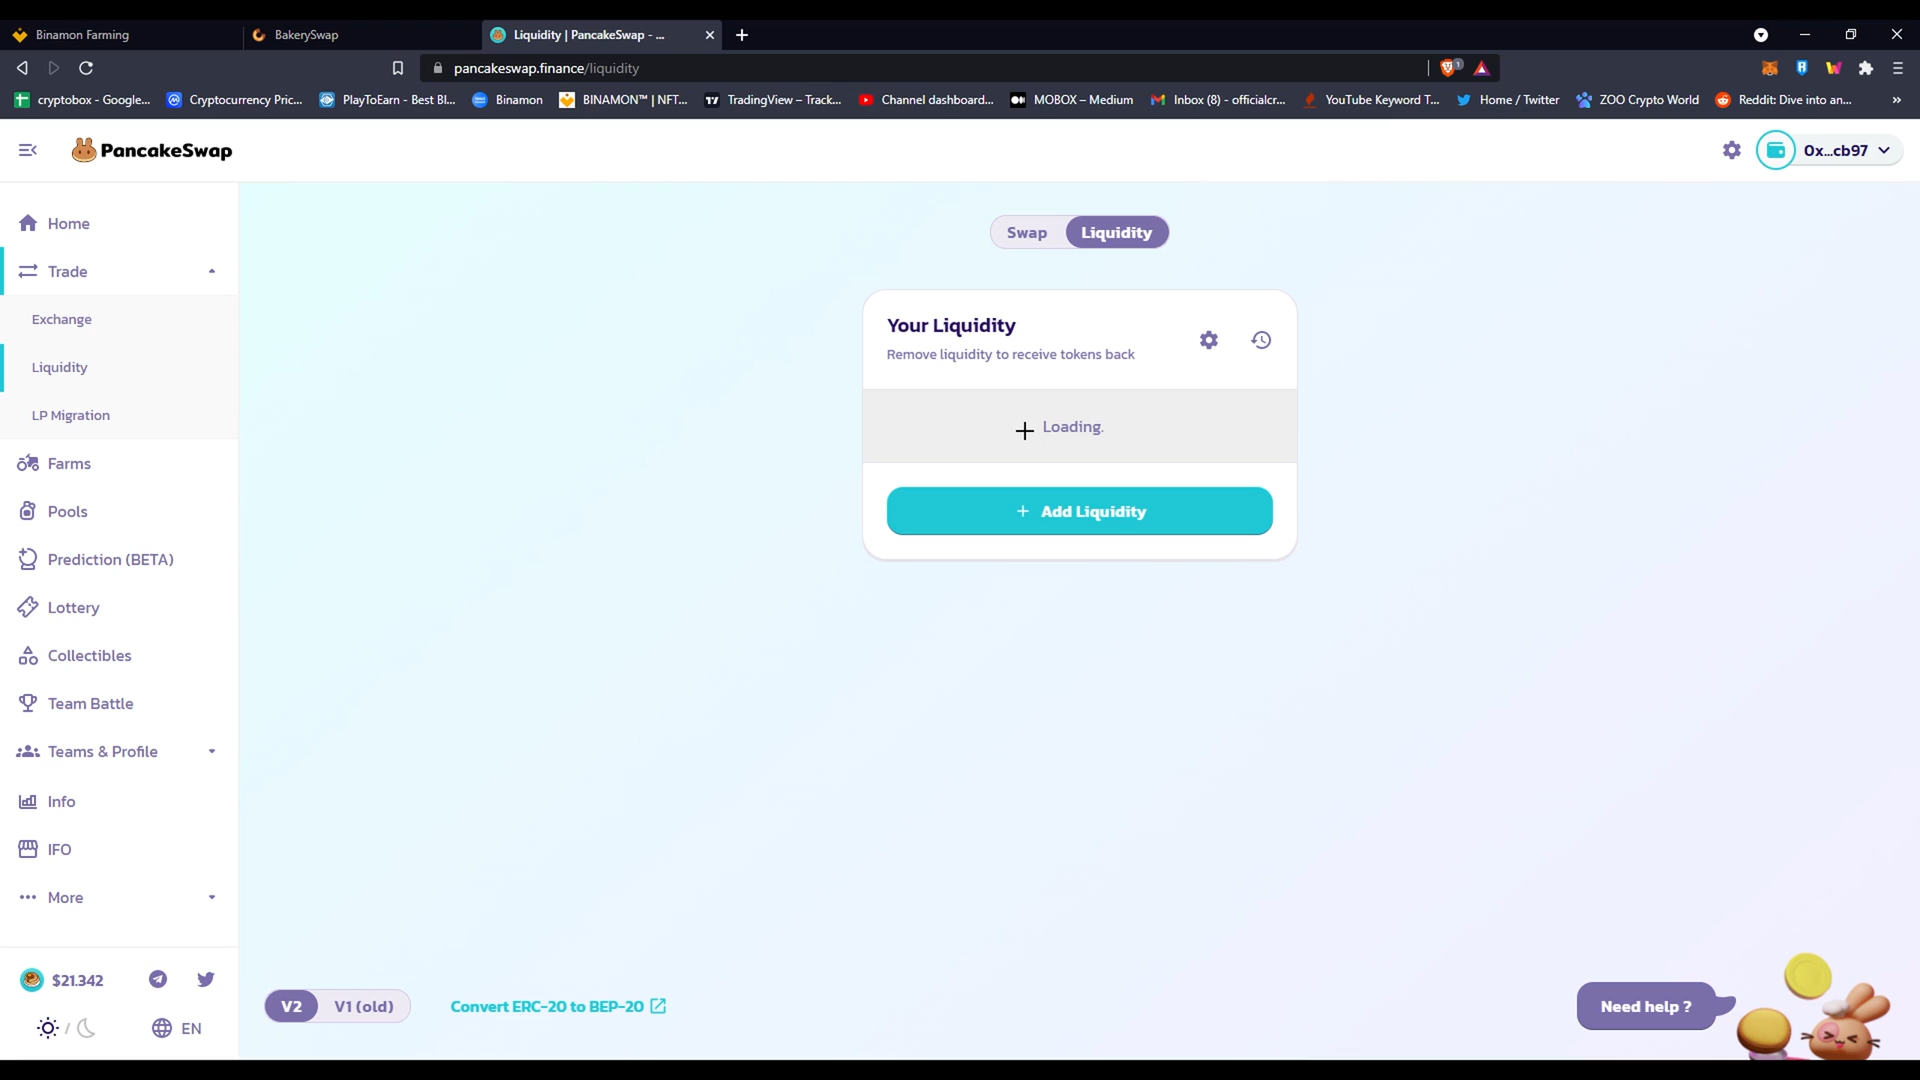 Binamon Farming
BakerySwap
Liquidity | PancakeSwap - ...
pancakeswap.finance/liquidity
1
cryptobox - Google...
Cryptocurrency Pric...
PlayToEarn - Best Bl...
Binamon
BINAMON™ | NFT...
TradingView – Track...
Channel dashboard...
MOBOX – Medium
Inbox (8) - officialcr...
YouTube Keyword T...
Home / Twitter
ZOO Crypto World
Reddit: Dive into an...
PancakeSwap
0x...cb97
Home
Trade
Exchange
Liquidity
LP Migration
Farms
Pools
Prediction (BETA)
Lottery
Collectibles
Team Battle
Teams & Profile
Info
IFO
More
$21.342
/
EN
Swap
Liquidity
Your Liquidity
Remove liquidity to receive tokens back
Loading.
+ Add Liquidity
V2
V1 (old)
Convert ERC-20 to BEP-20
Need help ?